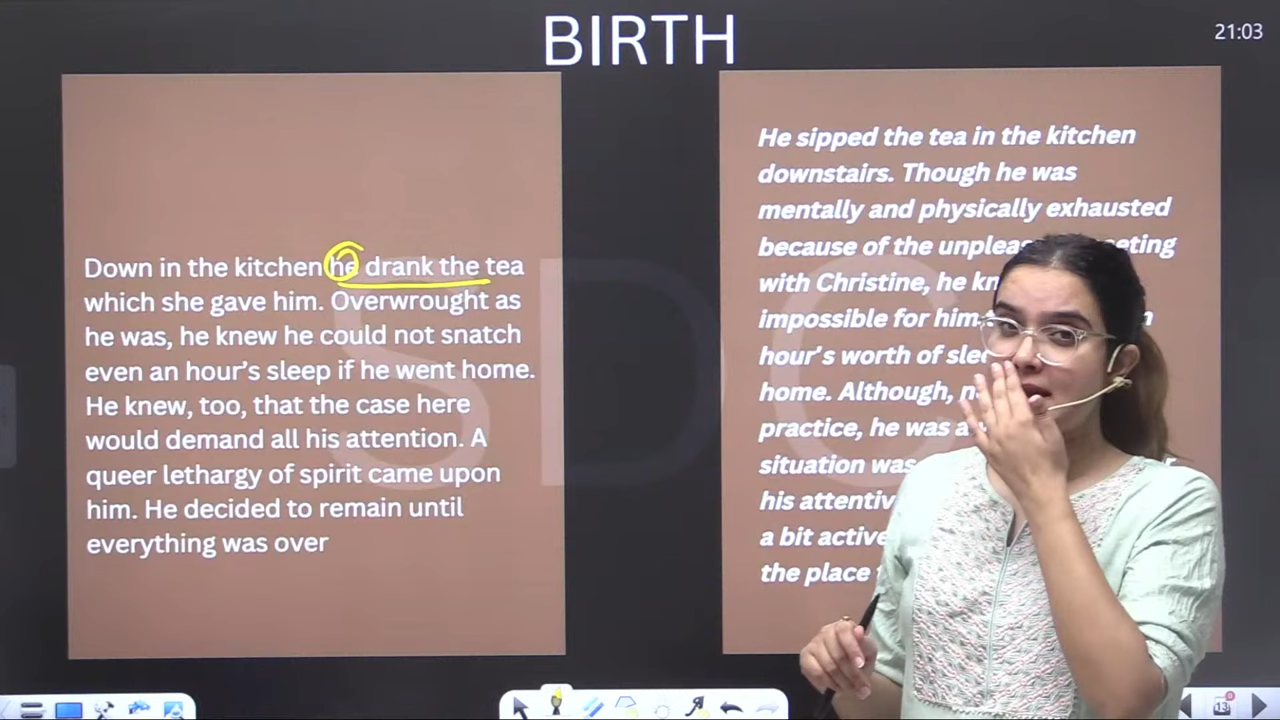 BIRTH
21:03
Down in the kitchen he drank the tea
which she gave him. Overwrought as
he was, he knew he could not snatch
even an hour's sleep if he went home.
He knew, too, that the case here
would demand all his attention. A
queer lethargy of spirit came upon
him. He decided to remain until
everything was over
He sipped the tea in the kitchen
downstairs. Though he was
mentally and physically exhausted
because of the
with Christine, he
impossible for him
hour's worth of
home. Although,
practice, he was
situation was
his
a bit
the place
SDC
13